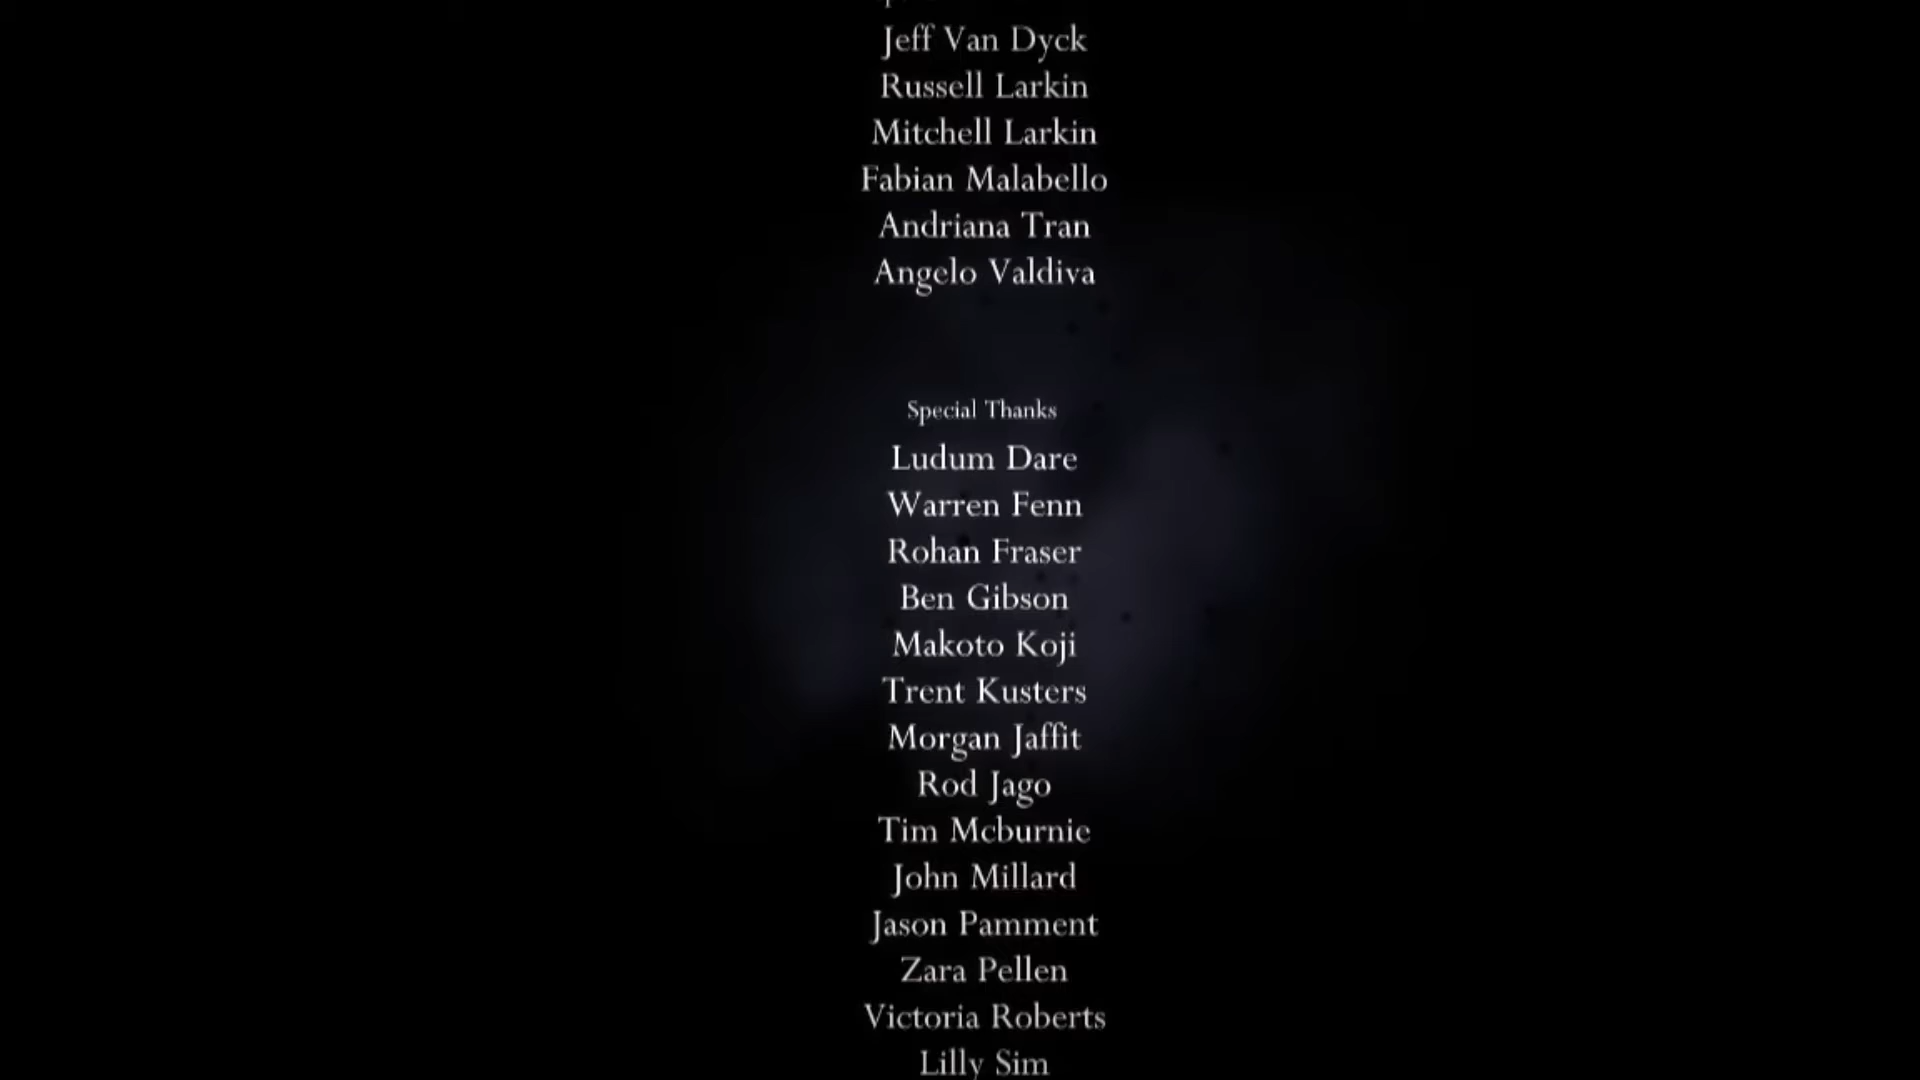 Jeff Van Dyck
Russell Larkin
Mitchell Larkin
Fabian Malabello
Andriana Tran
Angelo Valdiva
Special Thanks
Ludum Dare
Warren Fenn
Rohan Fraser
Ben Gibson
Makoto Koji
Trent Kusters
Morgan Jaffit
Rod Jago
Tim Mcburnie
John Millard
Jason Pamment
Zara Pellen
Victoria Roberts
Lilly Sim